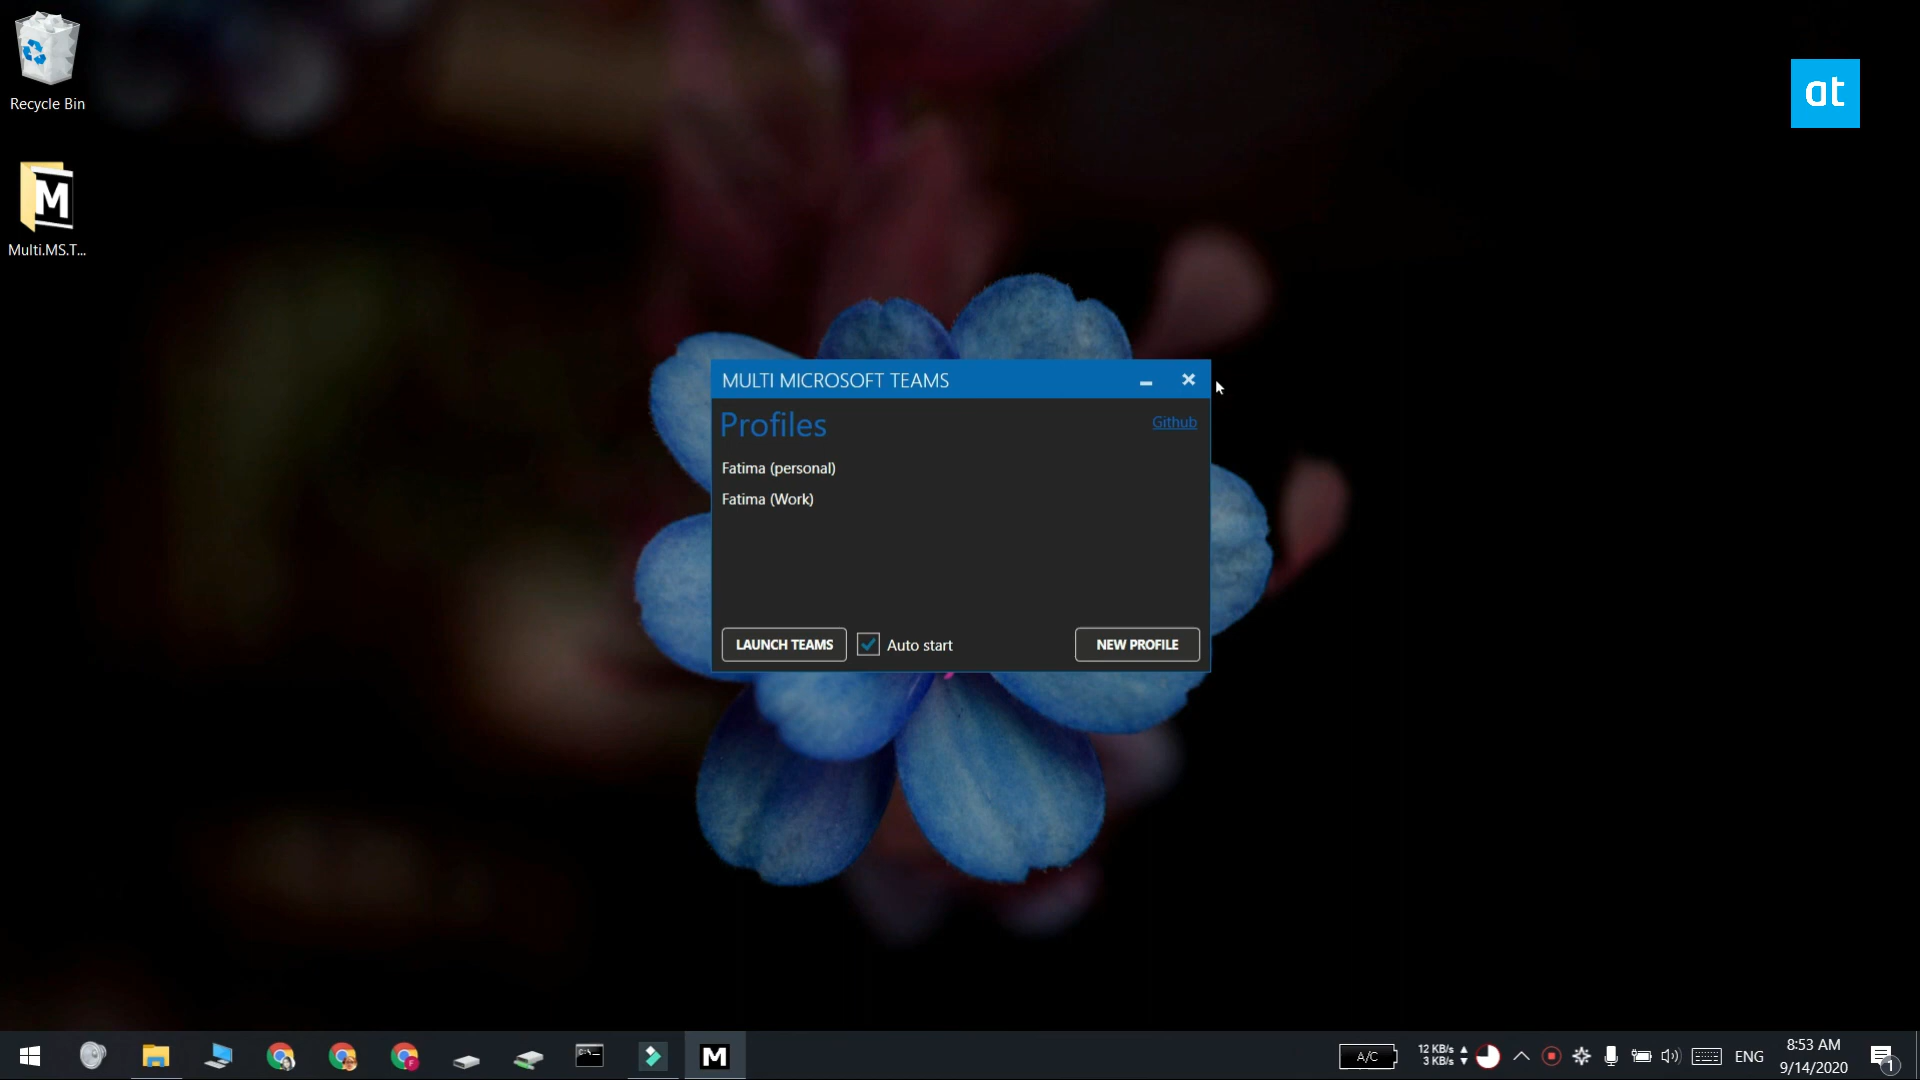 Recycle Bin
at
M
Multi.MS.T...
MULTI MICROSOFT TEAMS
Profiles
Github
Fatima (personal)
Fatima (Work)
LAUNCH TEAMS
Auto start
NEW PROFILE
M
A/C
12 KB/s
3 KB/s
ENG
8:53 AM
9/14/2020
1